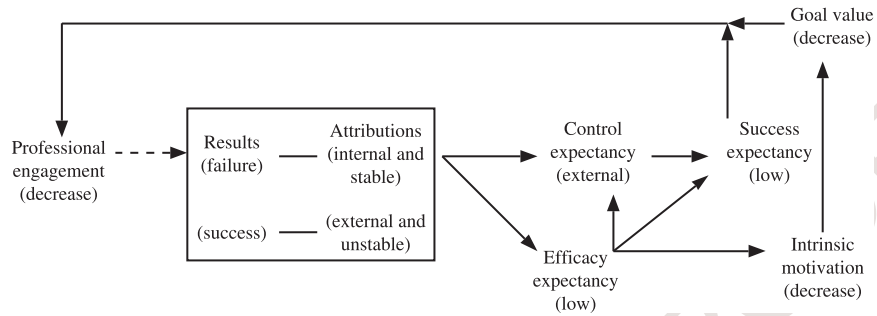 Goal value
(decrease)
Professional
engagement
(decrease)
Results
(failure)
Attributions
(internal and
stable)
(success)
(external and
unstable)
Control
expectancy
(external)
Success
expectancy
(low)
Efficacy
expectancy
(low)
Intrinsic
motivation
(decrease)